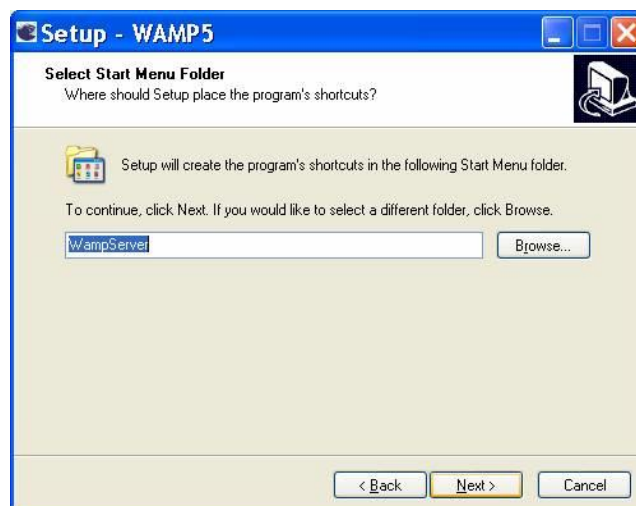 Setup - WAMP5
Select Start Menu Folder
Where should Setup place the program's shortcuts?
Setup will create the program's shortcuts in the following Start Menu folder.
To continue, click Next. If you would like to select a different folder, click Browse.
WampServer
Browse...
< Back
Next >
Cancel